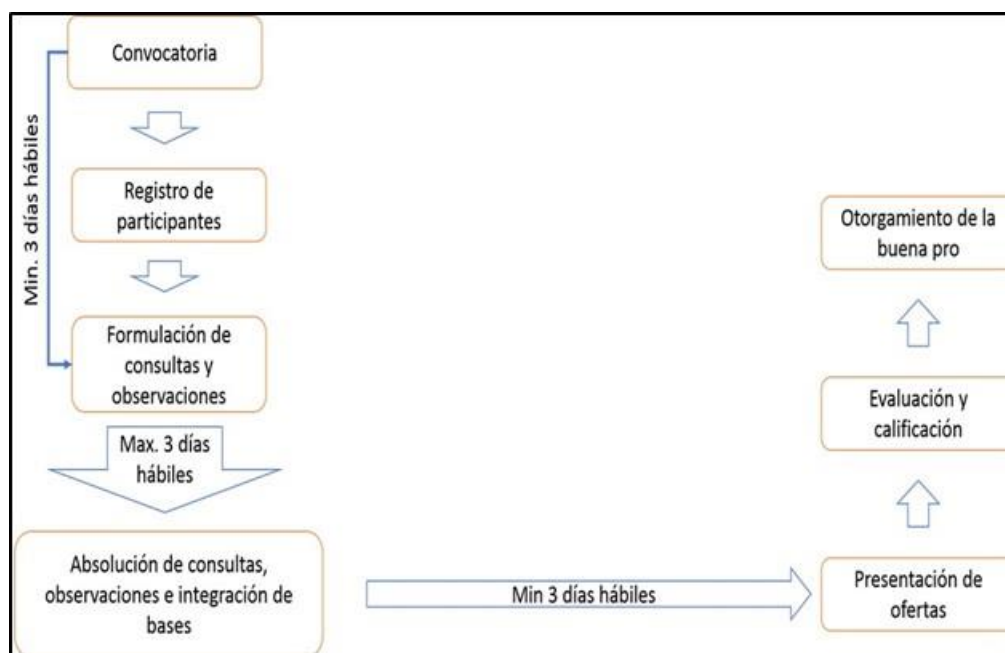 Convocatoria
Min. 3 días hábiles
Registro de
participantes
Formulación de
consultas y
observaciones
Max. 3 días
hábiles
Absolución de consultas,
observaciones e integración de
bases
Min 3 días hábiles
Presentación de
ofertas
Evaluación y
calificación
Otorgamiento de la
buena pro